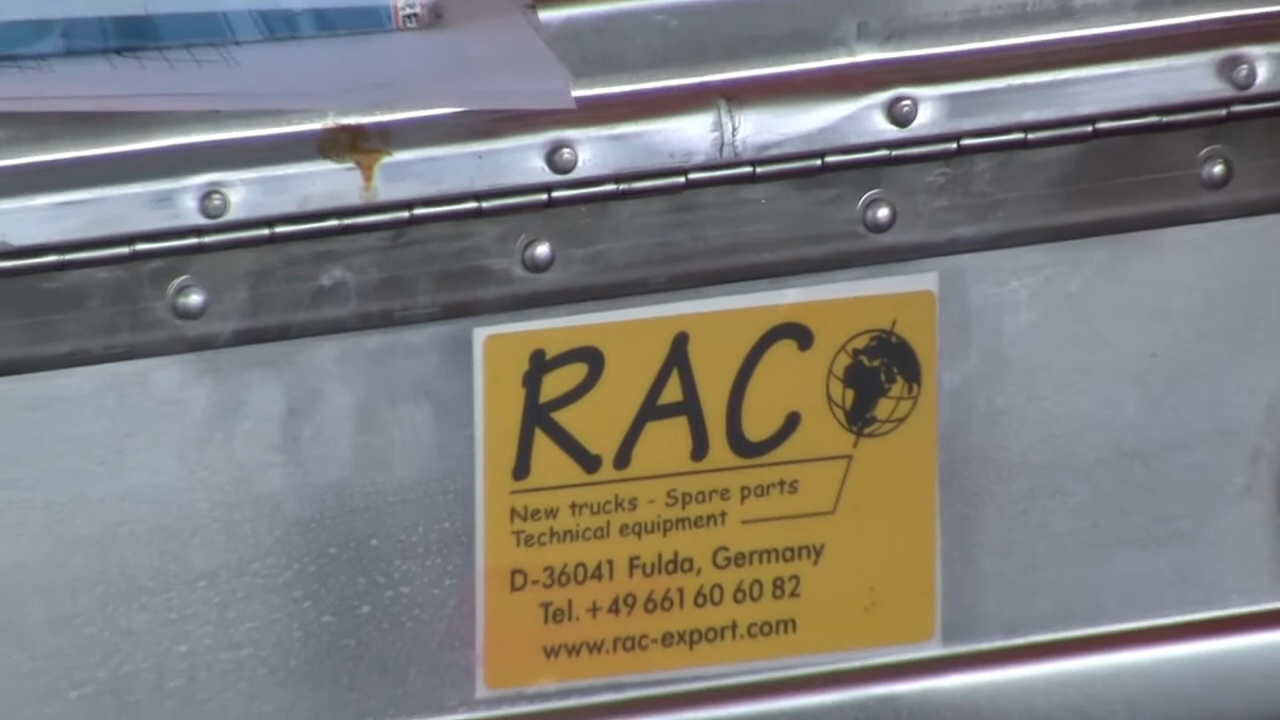 RAC
New trucks - Spare parts
Technical equipment
D-36041 Fulda, Germany
Tel. +49 661 60 60 82
www.rac-export.com